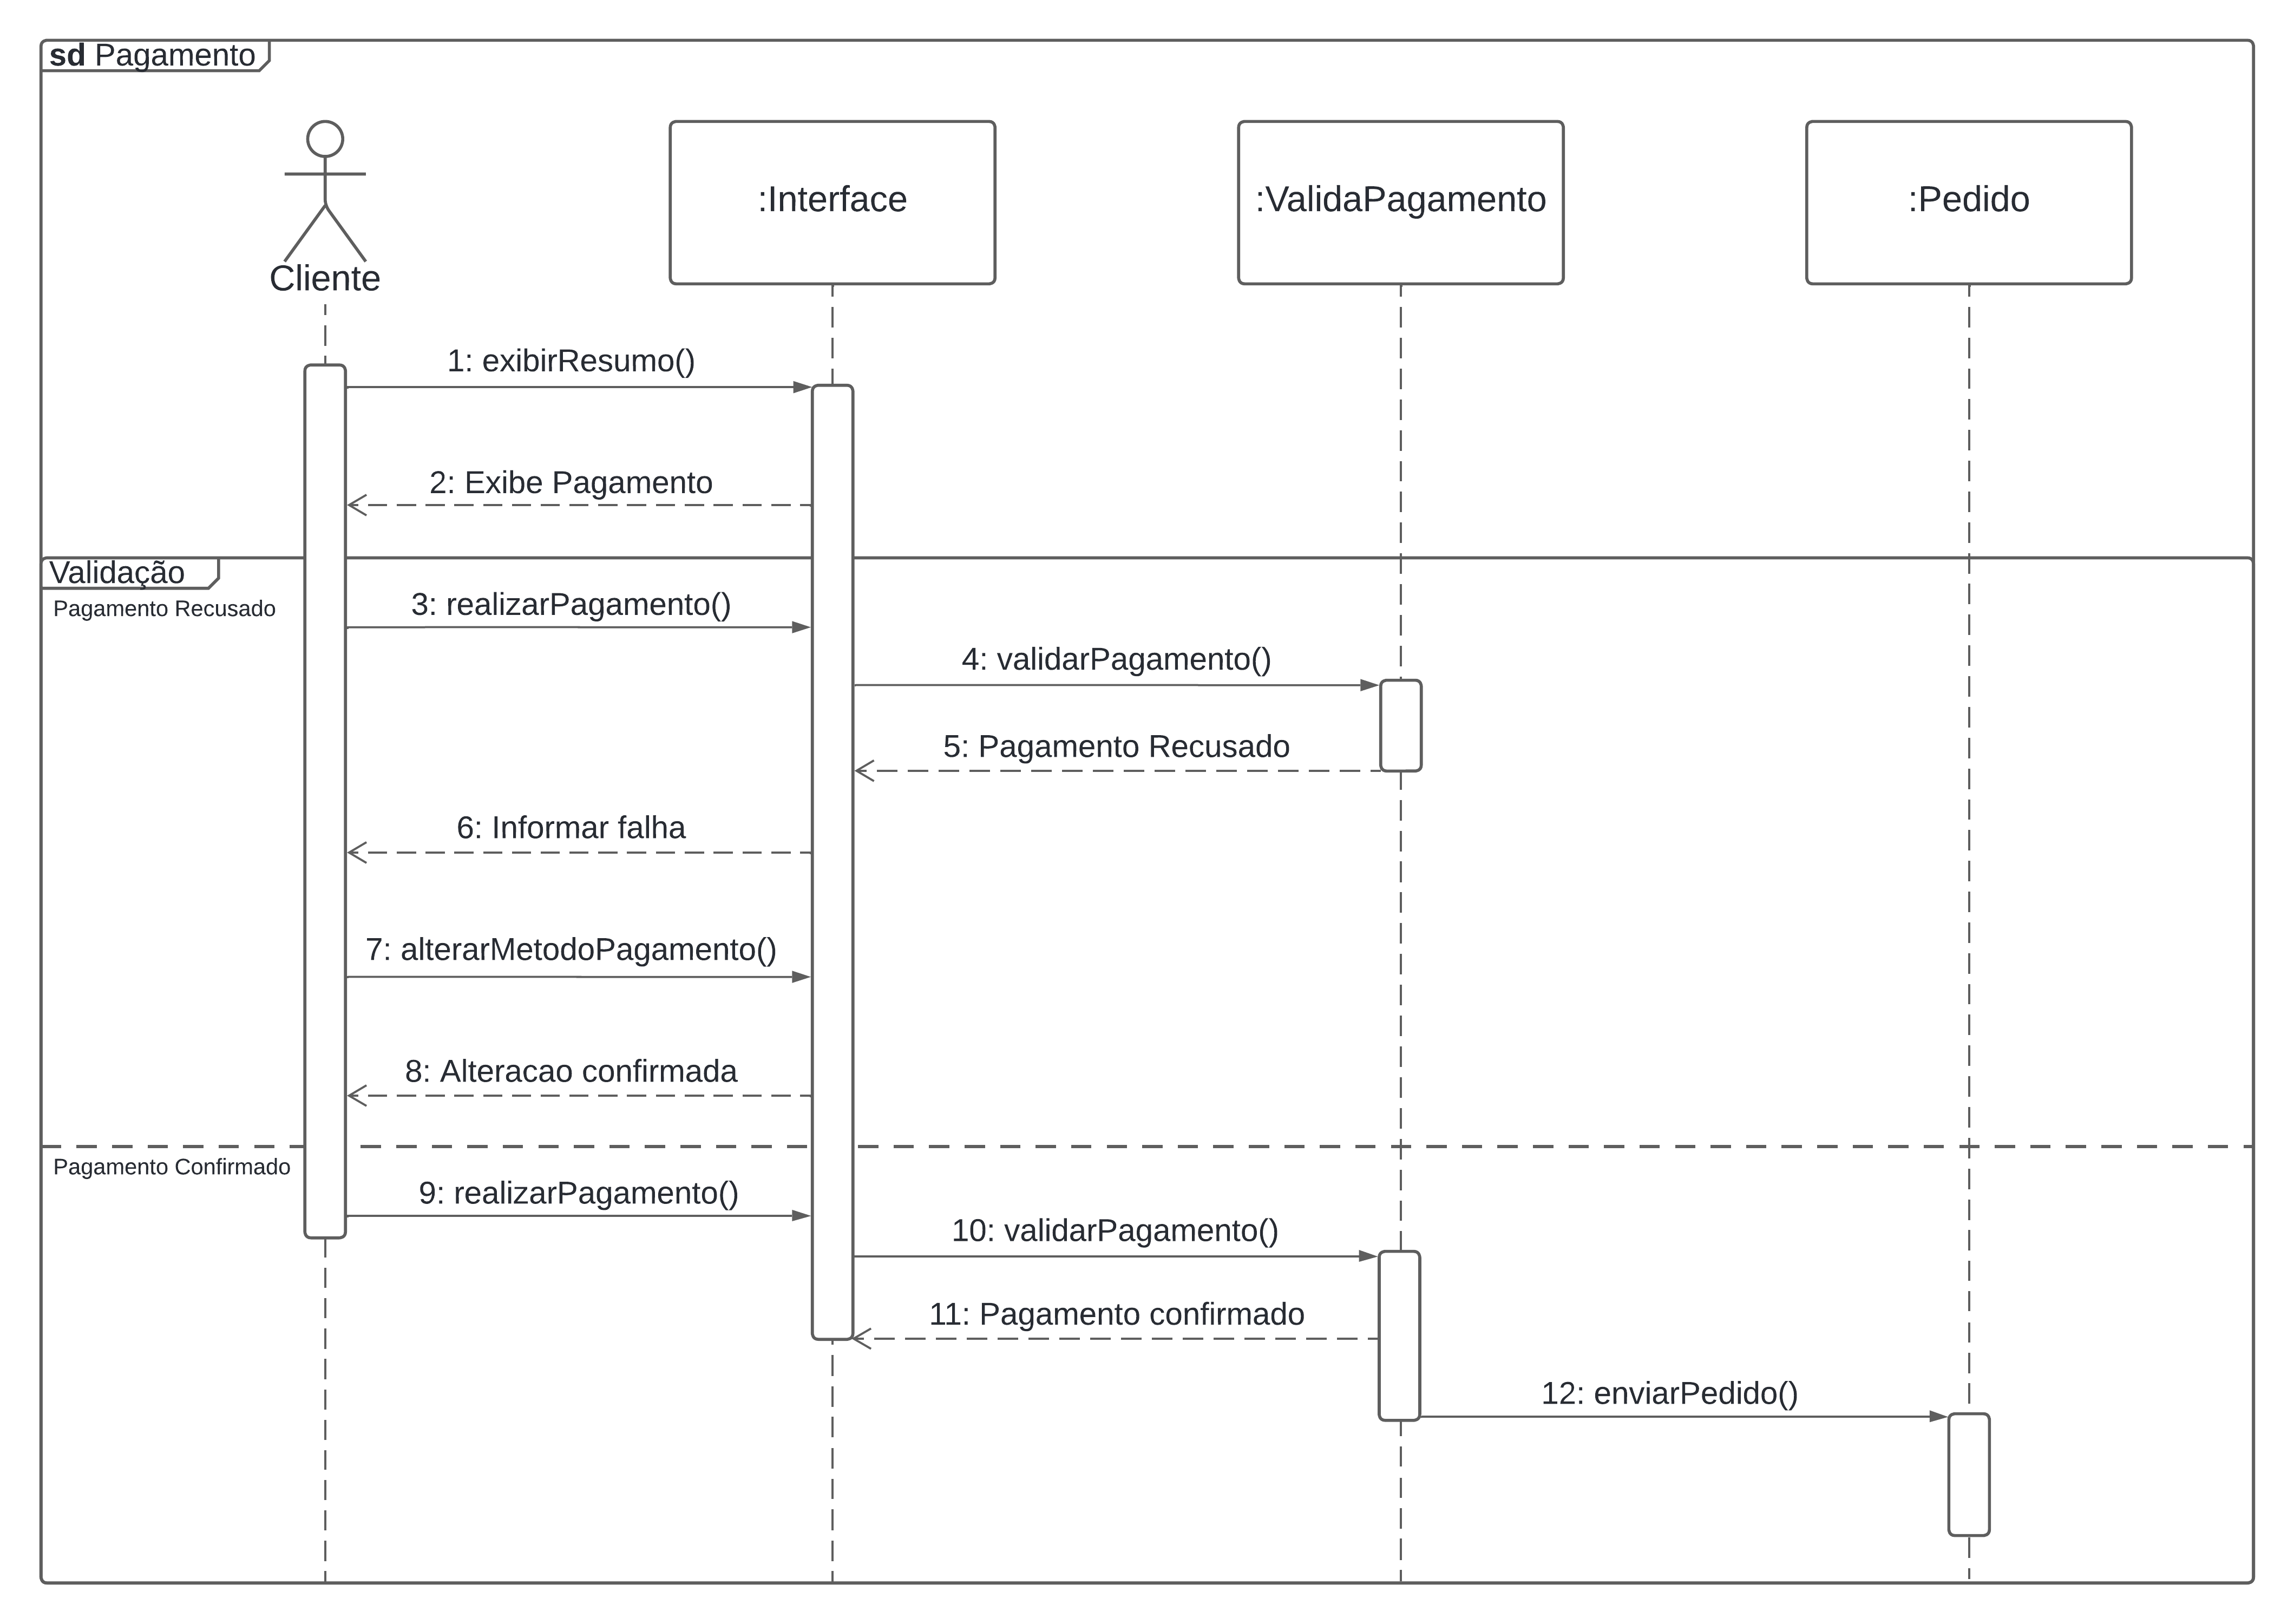 sd Pagamento
Cliente
:Interface
:ValidaPagamento
:Pedido
1: exibirResumo()
2: Exibe Pagamento
Validação
Pagamento Recusado
3: realizarPagamento()
4: validarPagamento()
5: Pagamento Recusado
6: Informar falha
7: alterarMetodoPagamento()
8: Alteracao confirmada
Pagamento Confirmado
9: realizarPagamento()
10: validarPagamento()
11: Pagamento confirmado
12: enviarPedido()